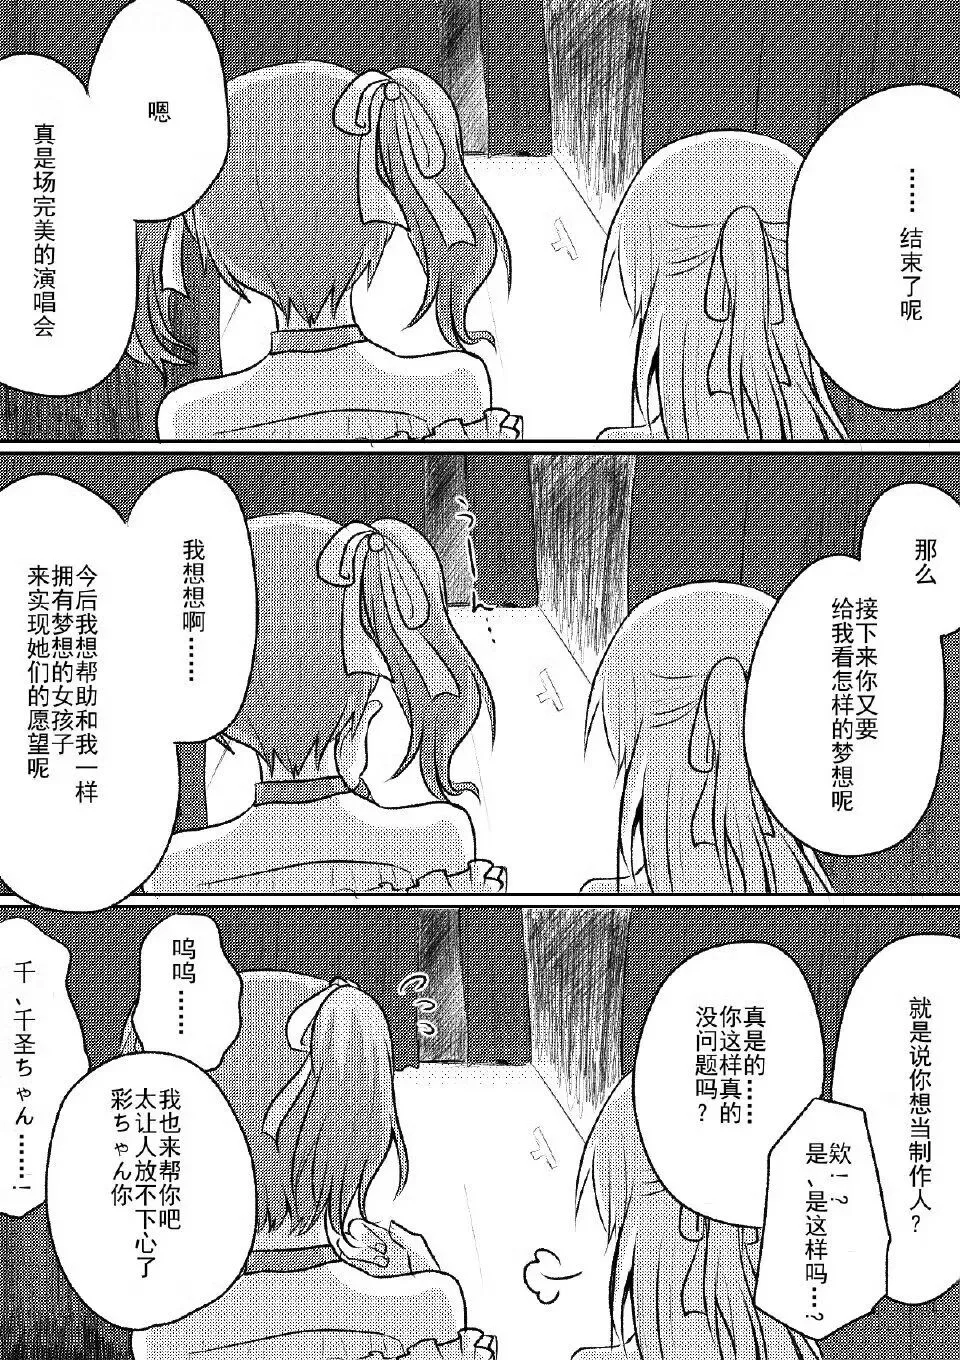 ……
结束了呢
嗯
真是场完美的演唱会
那么
接下来你又要
给我看怎样的梦想呢
うーん…
我想想啊……
今后我想帮助和我一样
拥有梦想的女孩子
来实现她们的愿望呢
就是说你想当制作人?
欸!?
是、是这样吗…?
真是的……
你这样真的
没问题吗?
呜呜……
我也来帮你吧
太让人放不下心了
彩ちゃん你
千、千圣ちゃん……!